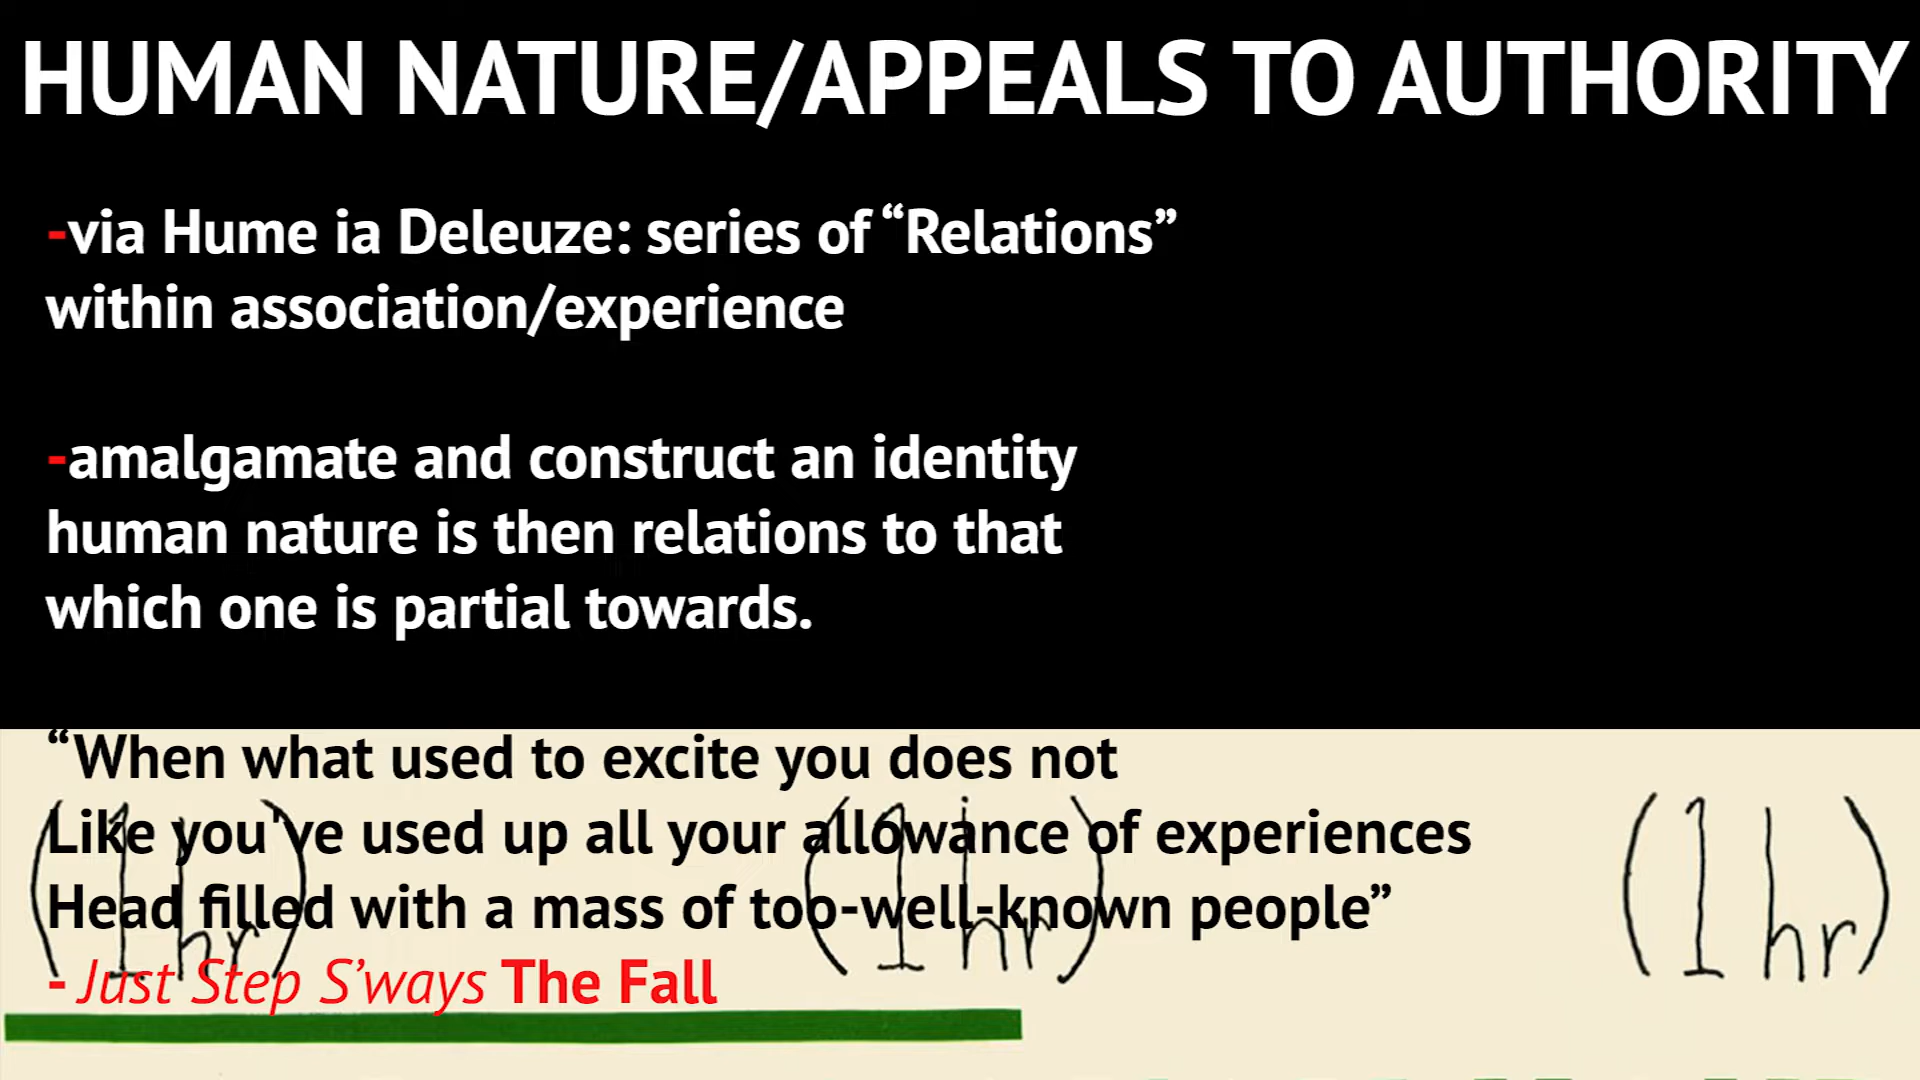 HUMAN NATURE/APPEALS TO AUTHORITY
-via Hume ia Deleuze: series of “Relations”
within association/experience
-amalgamate and construct an identity
human nature is then relations to that
which one is partial towards.
“When what used to excite you does not
Like you've used up all your allowance of experiences
Head filled with a mass of too-well-known people”
- Just Step S’ways The Fall
(1 hr) (1 hr) (1 hr)